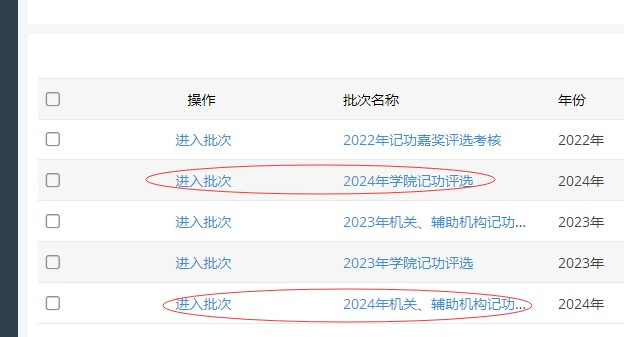 操作 批次名称 年份
进入批次 2022年记功嘉奖评选考核 2022年
进入批次 2024年学院记功评选 2024年
进入批次 2023年机关、辅助机构记功... 2023年
进入批次 2023年学院记功评选 2023年
进入批次 2024年机关、辅助机构记功... 2024年